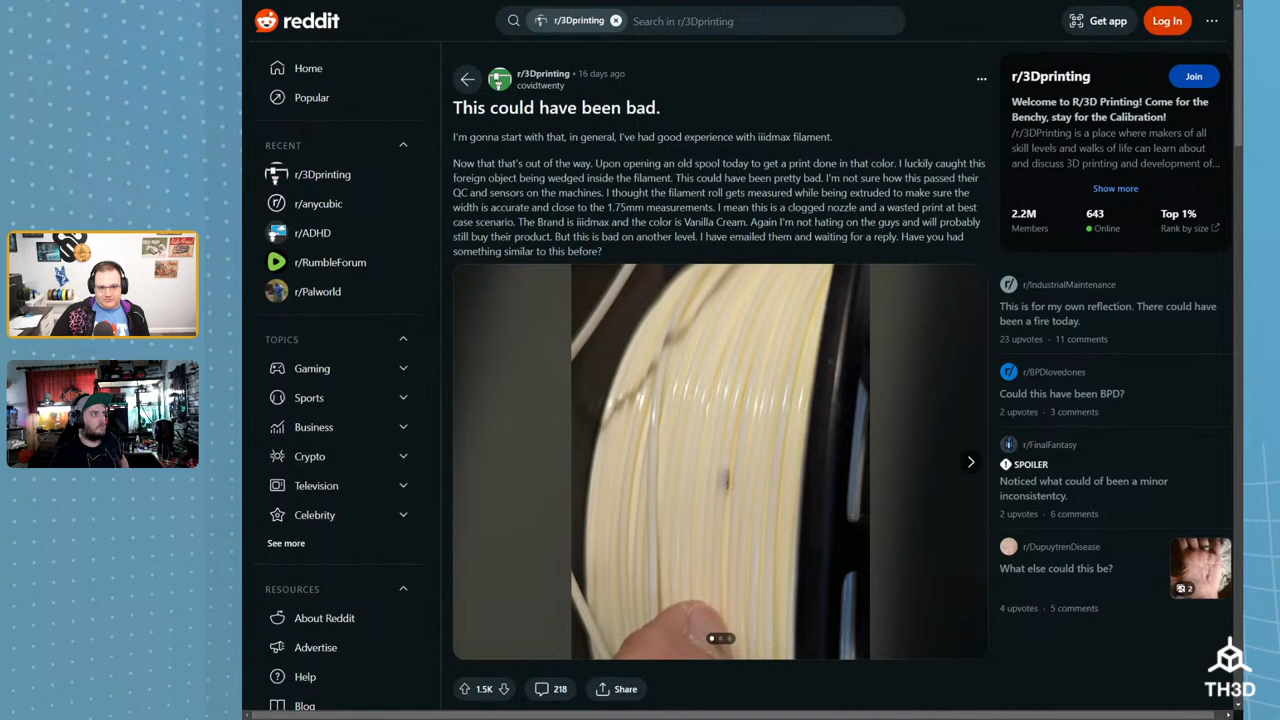 reddit
r/3Dprinting
Search in r/3Dprinting
Get app
Log In
Home
Popular
RECENT
r/3Dprinting
r/anycubic
r/ADHD
r/RumbleForum
r/Palworld
TOPICS
Gaming
Sports
Business
Crypto
Television
Celebrity
See more
RESOURCES
About Reddit
Advertise
Help
Blog
r/3Dprinting • 16 days ago
covidtwenty
This could have been bad.
I'm gonna start with that, in general, I've had good experience with iiidmax filament.
Now that that's out of the way. Upon opening an old spool today to get a print done in that color. I luckily caught this
foreign object being wedged inside the filament. This could have been pretty bad. I'm not sure how this passed their
QC and sensors on the machines. I thought the filament roll gets measured while being extruded to make sure the
width is accurate and close to the 1.75mm measurements. I mean this is a clogged nozzle and a wasted print at best
case scenario. The Brand is iiidmax and the color is Vanilla Cream. Again I'm not hating on the guys and will probably
still buy their product. But this is bad on another level. I have emailed them and waiting for a reply. Have you had
something similar to this before?
1.5K
218
Share
r/3Dprinting
Join
Welcome to R/3D Printing! Come for the
Benchy, stay for the Calibration!
/r/3DPrinting is a place where makers of all
skill levels and walks of life can learn about
and discuss 3D printing and development of...
Show more
2.2M
643
Top 1%
Members
Online
Rank by size
r/IndustrialMaintenance
This is for my own reflection. There could have
been a fire today.
23 upvotes • 11 comments
r/BPDlovedones
Could this have been BPD?
2 upvotes • 3 comments
r/FinalFantasy
SPOILER
Noticed what could of been a minor
inconsistentcy.
2 upvotes • 6 comments
r/DupuytrenDisease
What else could this be?
2
4 upvotes • 5 comments
TH3D